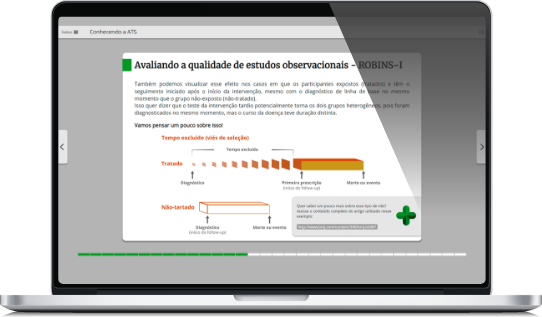 Conhecendo a ATS
Avaliando a qualidade de estudos observacionais - ROBINS-I
Também podemos visualizar esse efeito nos casos em que os participantes expostos (tratados) e têm o
seguimento iniciado após o início da intervenção, mesmo com o diagnóstico de linha de base no mesmo
momento que o grupo não-exposto (não-tratado).
Isso quer dizer que o teste da intervenção tardia potencialmente torna os dois grupos heterogêneos, pois foram
diagnosticados no mesmo momento, mas o curso da doença teve duração distinta.
Vamos pensar um pouco sobre isso!
Tempo excluído (viés de seleção)
Tempo excluído
Tratado
Diagnóstico
Primeira prescrição
(início do follow-up)
Morte ou evento
Não-tartado
Diagnóstico
(início do follow-up)
Morte ou evento
Quer saber um pouco mais sobre esse tipo de viés?
Acesse o conteúdo completo do artigo utilizado nesse
exemplo: